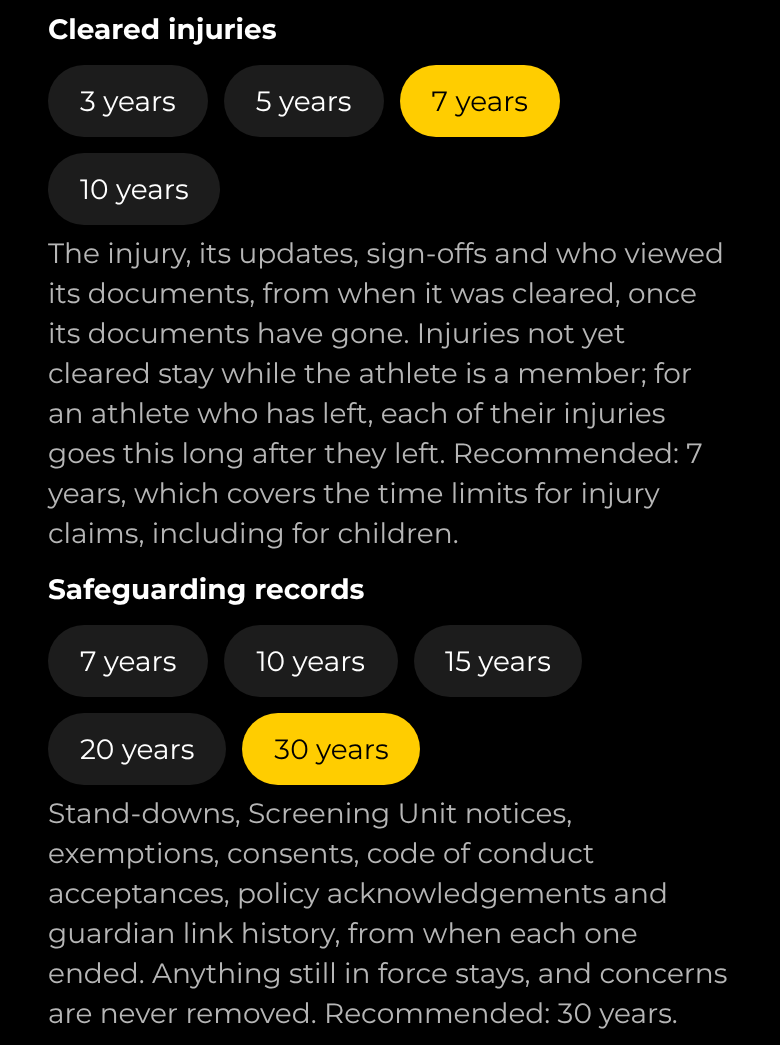 Cleared injuries
3 years
5 years
7 years
10 years
The injury, its updates, sign-offs and who viewed
its documents, from when it was cleared, once
its documents have gone. Injuries not yet
cleared stay while the athlete is a member; for
an athlete who has left, each of their injuries
goes this long after they left. Recommended: 7
years, which covers the time limits for injury
claims, including for children.
Safeguarding records
7 years
10 years
15 years
20 years
30 years
Stand-downs, Screening Unit notices,
exemptions, consents, code of conduct
acceptances, policy acknowledgements and
guardian link history, from when each one
ended. Anything still in force stays, and concerns
are never removed. Recommended: 30 years.